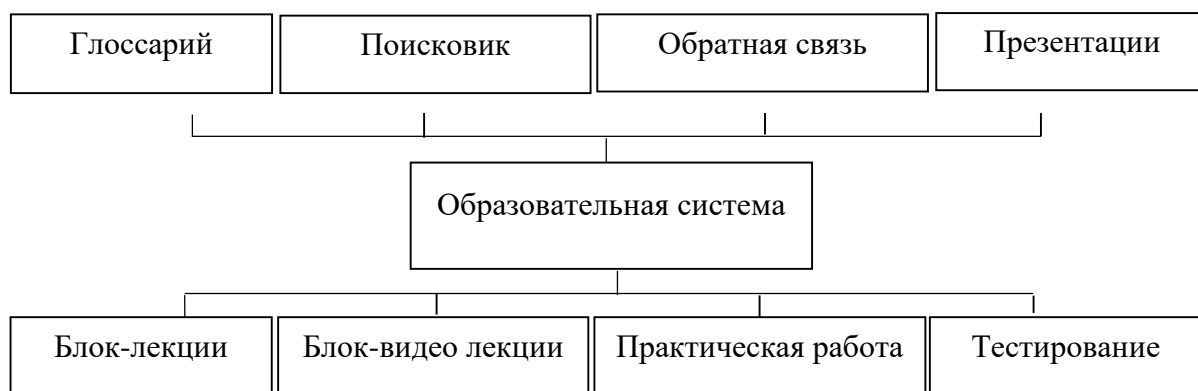 Глоссарий
Поисковик
Обратная связь
Презентации
Образовательная система
Блок-лекции
Блок-видео лекции
Практическая работа
Тестирование